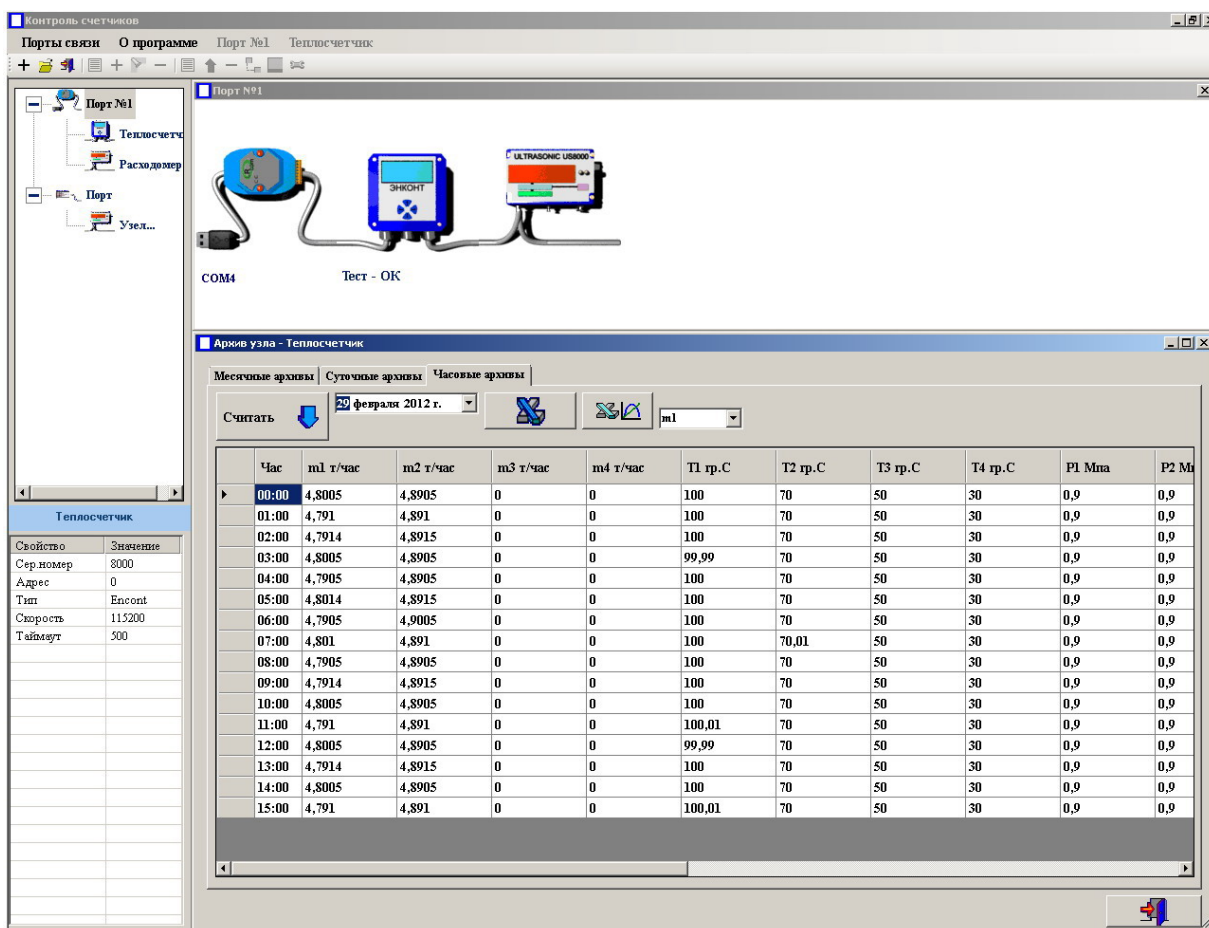 Контроль счетчиков
Порты связи О программе Порт №1 Теплосчетчик
Порт №1
Теплосчетч
Расходомер
Порт
Узел...
Порт №1
ULTRASONIC US8000
ЭНКОНТ
COM4 Тест - ОК
Архив узла - Теплосчетчик
Месячные архивы Суточные архивы Часовые архивы
Считать 29 февраля 2012 г. m1
Час m1 т/час m2 т/час m3 т/час m4 т/час T1 гр.С T2 гр.С T3 гр.С T4 гр.С P1 Мпа P2 М
00:00 4,8005 4,8905 0 0 100 70 50 30 0,9 0,9
01:00 4,791 4,891 0 0 100 70 50 30 0,9 0,9
02:00 4,7914 4,8915 0 0 100 70 50 30 0,9 0,9
03:00 4,8005 4,8905 0 0 99,99 70 50 30 0,9 0,9
04:00 4,7905 4,8905 0 0 100 70 50 30 0,9 0,9
05:00 4,8014 4,8915 0 0 100 70 50 30 0,9 0,9
06:00 4,7905 4,9005 0 0 100 70 50 30 0,9 0,9
07:00 4,801 4,891 0 0 100 70,01 50 30 0,9 0,9
08:00 4,7905 4,8905 0 0 100 70 50 30 0,9 0,9
09:00 4,7914 4,8915 0 0 100 70 50 30 0,9 0,9
10:00 4,8005 4,8905 0 0 100 70 50 30 0,9 0,9
11:00 4,791 4,891 0 0 100,01 70 50 30 0,9 0,9
12:00 4,8005 4,8905 0 0 99,99 70 50 30 0,9 0,9
13:00 4,7914 4,8915 0 0 100 70 50 30 0,9 0,9
14:00 4,8005 4,8905 0 0 100 70 50 30 0,9 0,9
15:00 4,791 4,891 0 0 100,01 70 50 30 0,9 0,9
Теплосчетчик
Свойство Значение
Сер.номер 8000
Адрес 0
Тип Encont
Скорость 115200
Таймаут 500